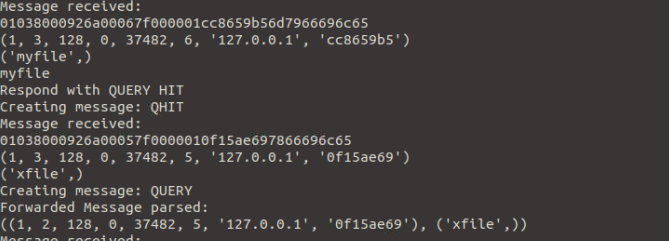 Message received:
01038000926a00067f000001cc8659b56d7966696c65
(1, 3, 128, 0, 37482, 6, '127.0.0.1', 'cc8659b5')
('myfile',)
myfile
Respond with QUERY HIT
Creating message: QHIT
Message received:
01038000926a00057f0000010f15ae697866696c65
(1, 3, 128, 0, 37482, 5, '127.0.0.1', '0f15ae69')
('xfile',)
Creating message: QUERY
Forwarded Message parsed:
((1, 2, 128, 0, 37482, 5, '127.0.0.1', '0f15ae69'), ('xfile',))
Message received: